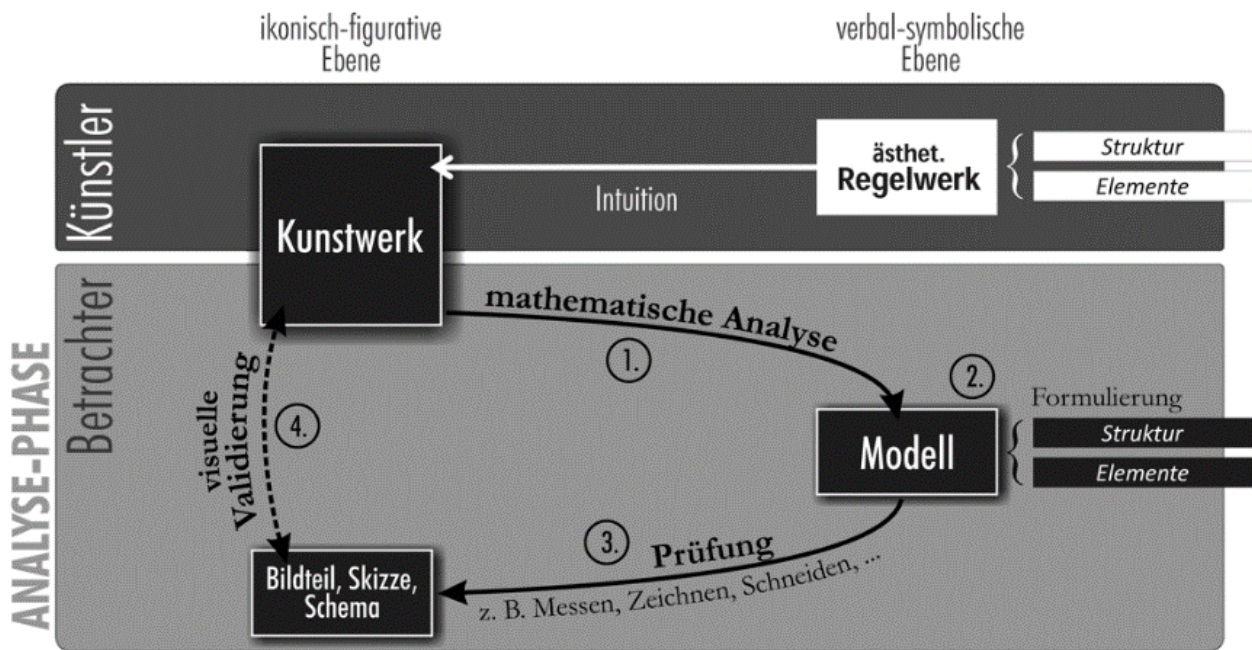 ikonisch-figurative
Ebene
verbal-symbolische
Ebene
Künstler
Kunstwerk
Intuition
ästhet.
Regelwerk
Struktur
Elemente
ANALYSE-PHASE
Betrachter
mathematische Analyse
1.
2.
Formulierung
Modell
Struktur
Elemente
visuelle
Validierung
4.
3.
Prüfung
z. B. Messen, Zeichnen, Schneiden, ...
Bildteil, Skizze,
Schema